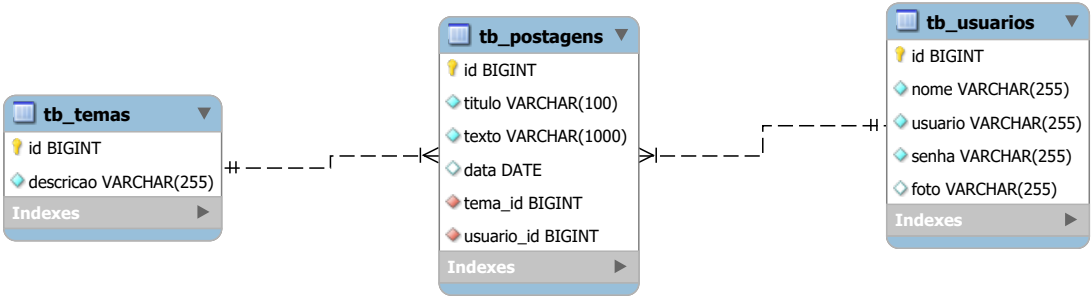 tb_temas
id BIGINT
descricao VARCHAR(255)
Indexes
tb_postagens
id BIGINT
titulo VARCHAR(100)
texto VARCHAR(1000)
data DATE
tema_id BIGINT
usuario_id BIGINT
Indexes
tb_usuarios
id BIGINT
nome VARCHAR(255)
usuario VARCHAR(255)
senha VARCHAR(255)
foto VARCHAR(255)
Indexes